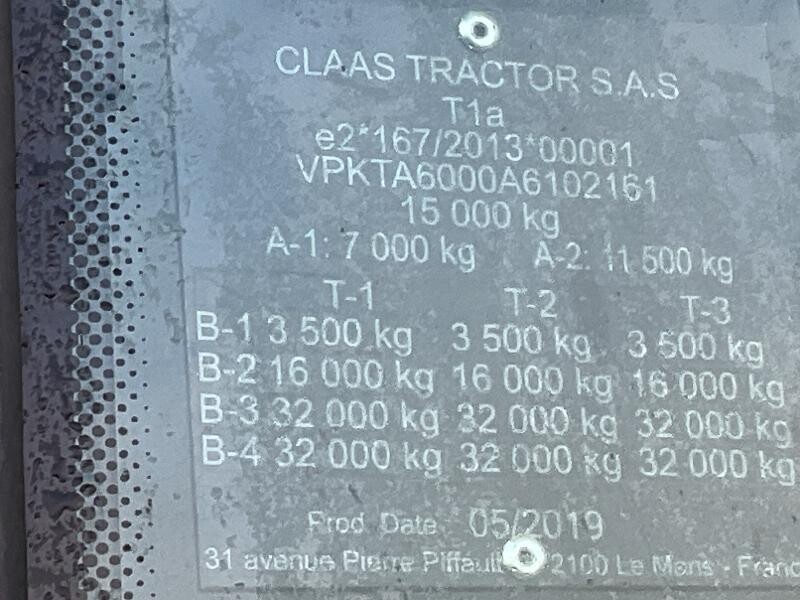 CLAAS TRACTOR S.A.S
T1a
e2*167/2013*00001
VPKTA6000A6102161
15 000 kg
A-1: 7 000 kg A-2: 11 500 kg
T-1 T-2 T-3
B-1 3 500 kg 3 500 kg 3 500 kg
B-2 16 000 kg 16 000 kg 16 000 kg
B-3 32 000 kg 32 000 kg 32 000 kg
B-4 32 000 kg 32 000 kg 32 000 kg
Prod. Date 05/2019
31 avenue Pierre Piffault 2100 Le Mans - Franc